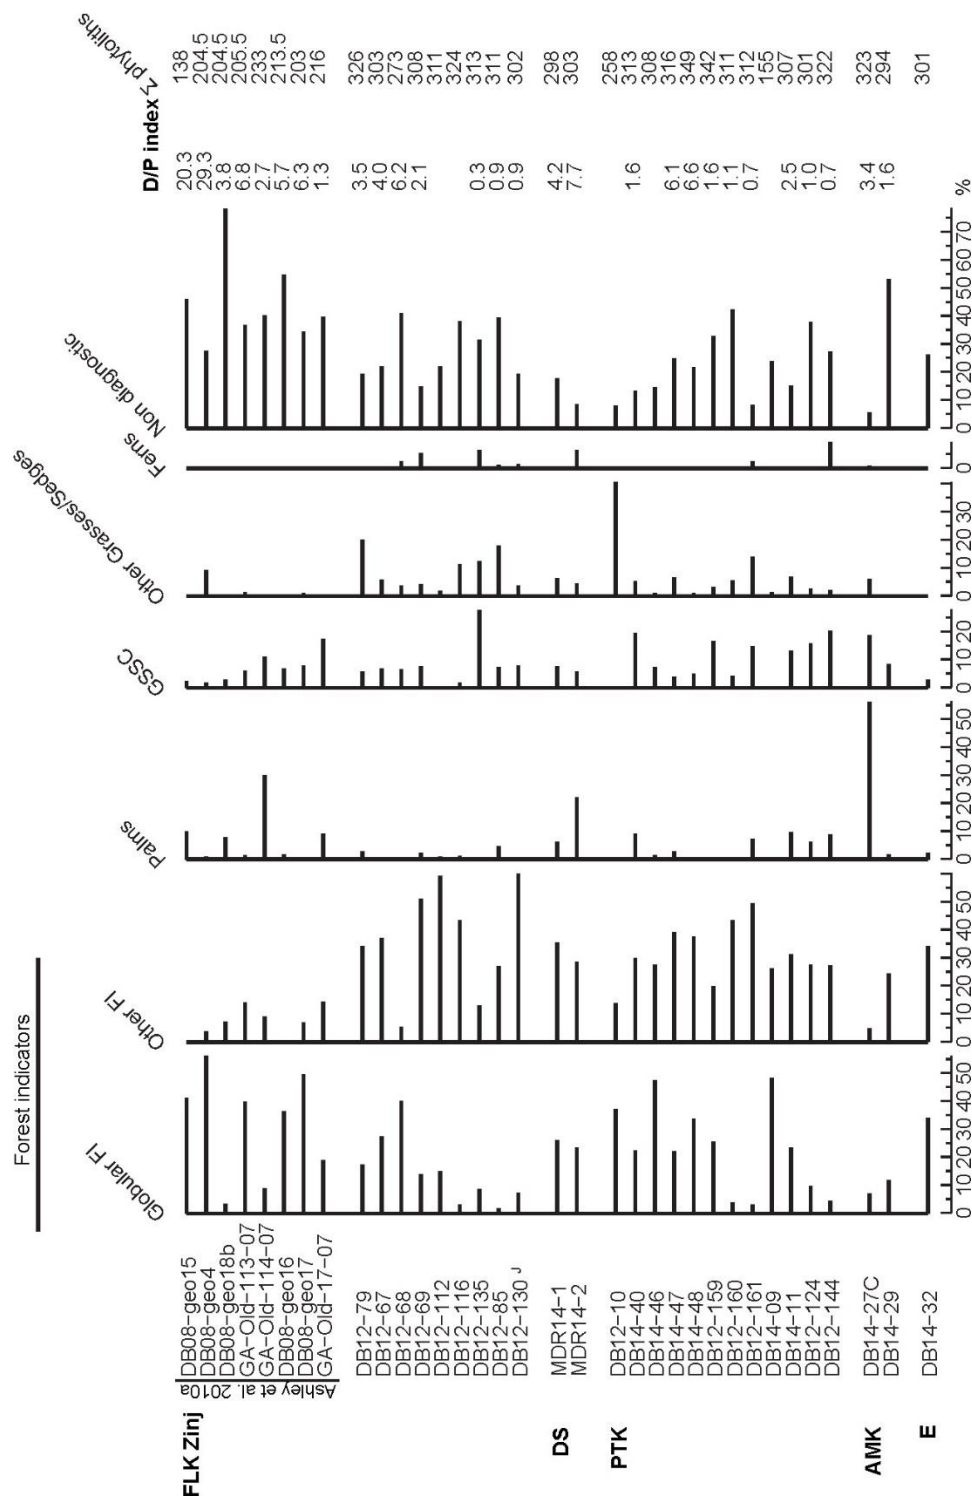 Forest indicators
Globular FI
Other FI
Palms
GSSC
Other Grasses/Sedges
Ferns
Non diagnostic
D/P index
Σ phytoliths
FLK Zinj
Ashley et al. 2010a
DB08-geo15 20.3 138
DB08-geo4 29.3 204.5
DB08-geo18b 3.8 204.5
GA-Old-113-07 6.8 205.5
GA-Old-114-07 2.7 233
DB08-geo16 5.7 213.5
DB08-geo17 6.3 203
GA-Old-17-07 1.3 216
DB12-79 3.5 326
DB12-67 4.0 303
DB12-68 6.2 273
DB12-69 2.1 308
DB12-112 311
DB12-116 324
DB12-135 0.3 313
DB12-85 0.9 311
DB12-130 J 0.9 302
DS
MDR14-1 4.2 298
MDR14-2 7.7 303
PTK
DB12-10 258
DB14-40 1.6 313
DB14-46 308
DB14-47 6.1 316
DB14-48 6.6 349
DB12-159 1.6 342
DB12-160 1.1 311
DB12-161 0.7 312
DB14-09 155
DB14-11 2.5 307
DB12-124 1.0 301
DB12-144 0.7 322
AMK
DB14-27C 3.4 323
DB14-29 1.6 294
E
DB14-32 301
0 10 20 30 40 50
0 10 20 30 40 50
0 10 20 30 40 50
0 10 20
0 10 20 30
0
0 10 20 30 40 50 60 70 %